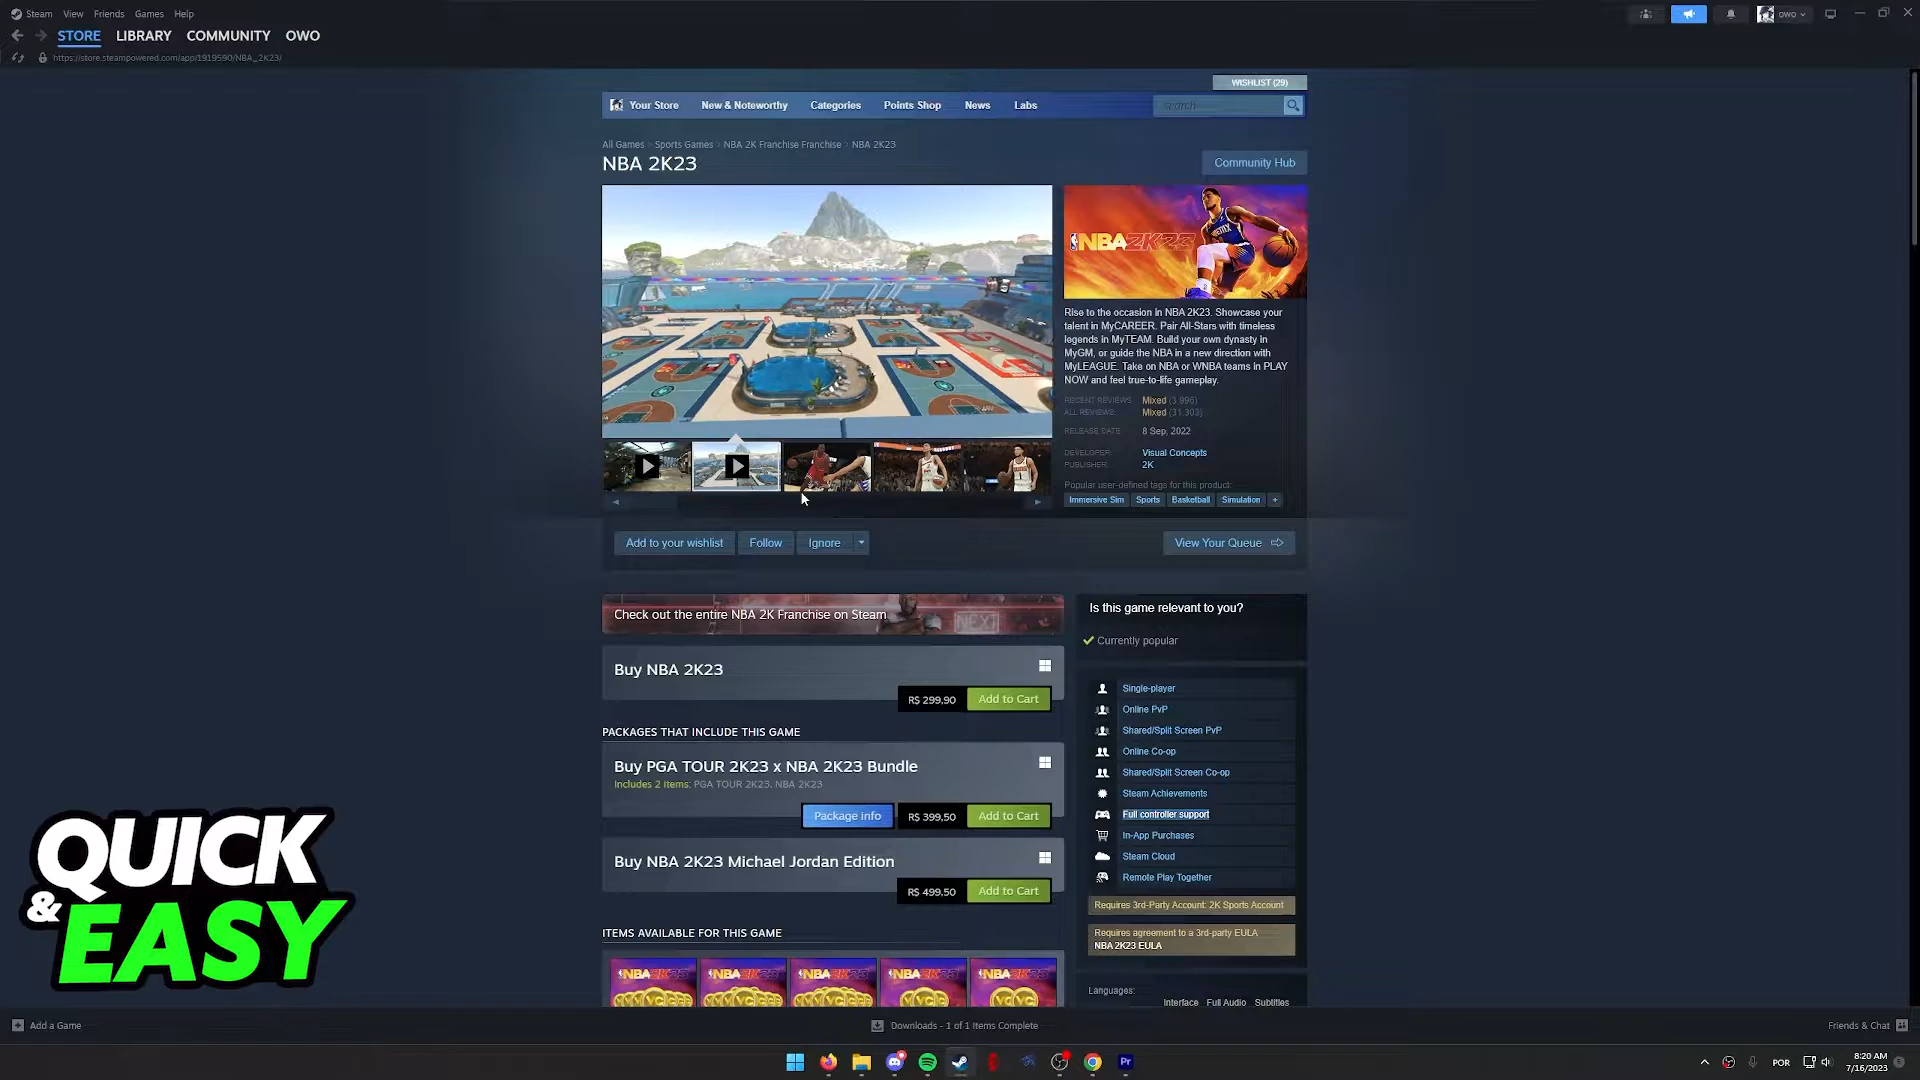 Steam View Friends Games Help
OWO
STORE LIBRARY COMMUNITY OWO
https://store.steampowered.com/app/1919590/NBA_2K23/
WISHLIST (29)
Your Store New & Noteworthy Categories Points Shop News Labs
search
All Games > Sports Games > NBA 2K Franchise Franchise > NBA 2K23
NBA 2K23
Community Hub
NBA2K23
Rise to the occasion in NBA 2K23. Showcase your
talent in MyCAREER. Pair All-Stars with timeless
legends in MyTEAM. Build your own dynasty in
MyGM, or guide the NBA in a new direction with
MyLEAGUE. Take on NBA or WNBA teams in PLAY
NOW and feel true-to-life gameplay.
RECENT REVIEWS: Mixed (3,996)
ALL REVIEWS: Mixed (31,303)
RELEASE DATE: 8 Sep, 2022
DEVELOPER: Visual Concepts
PUBLISHER: 2K
Popular user-defined tags for this product:
Immersive Sim Sports Basketball Simulation +
Add to your wishlist Follow Ignore
View Your Queue
Check out the entire NBA 2K Franchise on Steam
NEXT
Is this game relevant to you?
Currently popular
Buy NBA 2K23
R$ 299,90 Add to Cart
PACKAGES THAT INCLUDE THIS GAME
Buy PGA TOUR 2K23 x NBA 2K23 Bundle
Includes 2 items: PGA TOUR 2K23, NBA 2K23
Package info R$ 399,50 Add to Cart
Buy NBA 2K23 Michael Jordan Edition
R$ 499,50 Add to Cart
ITEMS AVAILABLE FOR THIS GAME
NBA2K23 NBA2K23 NBA2K23 NBA2K23 NBA2K23
Single-player
Online PvP
Shared/Split Screen PvP
Online Co-op
Shared/Split Screen Co-op
Steam Achievements
Full controller support
In-App Purchases
Steam Cloud
Remote Play Together
Requires 3rd-Party Account: 2K Sports Account
Requires agreement to a 3rd-party EULA
NBA 2K23 EULA
Languages:
Interface Full Audio Subtitles
QUICK
& EASY
Add a Game
Downloads - 1 of 1 Items Complete
Friends & Chat
Pr
POR
8:20 AM
7/16/2023